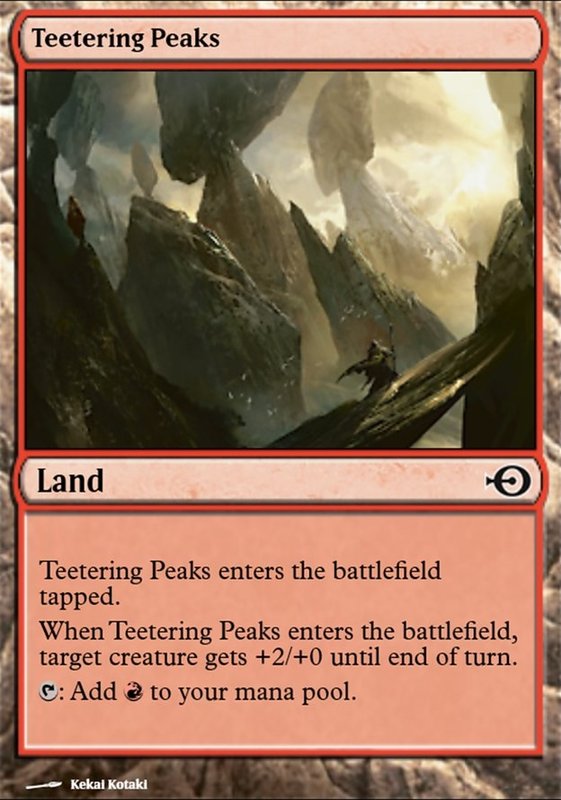 Teetering Peaks
Land
Teetering Peaks enters the battlefield
tapped.
When Teetering Peaks enters the battlefield,
target creature gets +2/+0 until end of turn.
: Add to your mana pool.
Kekai Kotaki